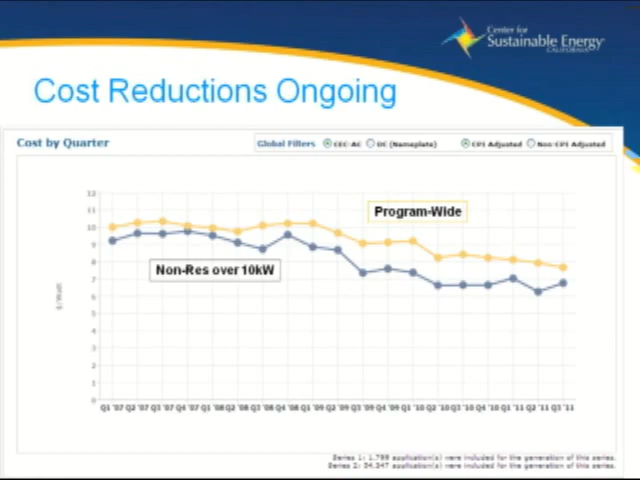 Center for
Sustainable Energy
CALIFORNIA
Cost Reductions Ongoing
Cost by Quarter
Global Filters CEC-AC DC (Nameplate) CPI Adjusted Non-CPI Adjusted
Program-Wide
Non-Res over 10kW
12
11
10
9
8
7
6
5
4
3
2
1
0
$/Watt
Q1 '07 Q2 '07 Q3 '07 Q4 '07 Q1 '08 Q2 '08 Q3 '08 Q4 '08 Q1 '09 Q2 '09 Q3 '09 Q4 '09 Q1 '10 Q2 '10 Q3 '10 Q4 '10 Q1 '11 Q2 '11 Q3 '11
Series 1: 1,799 application(s) were included for the generation of this series.
Series 2: 54,547 application(s) were included for the generation of this series.